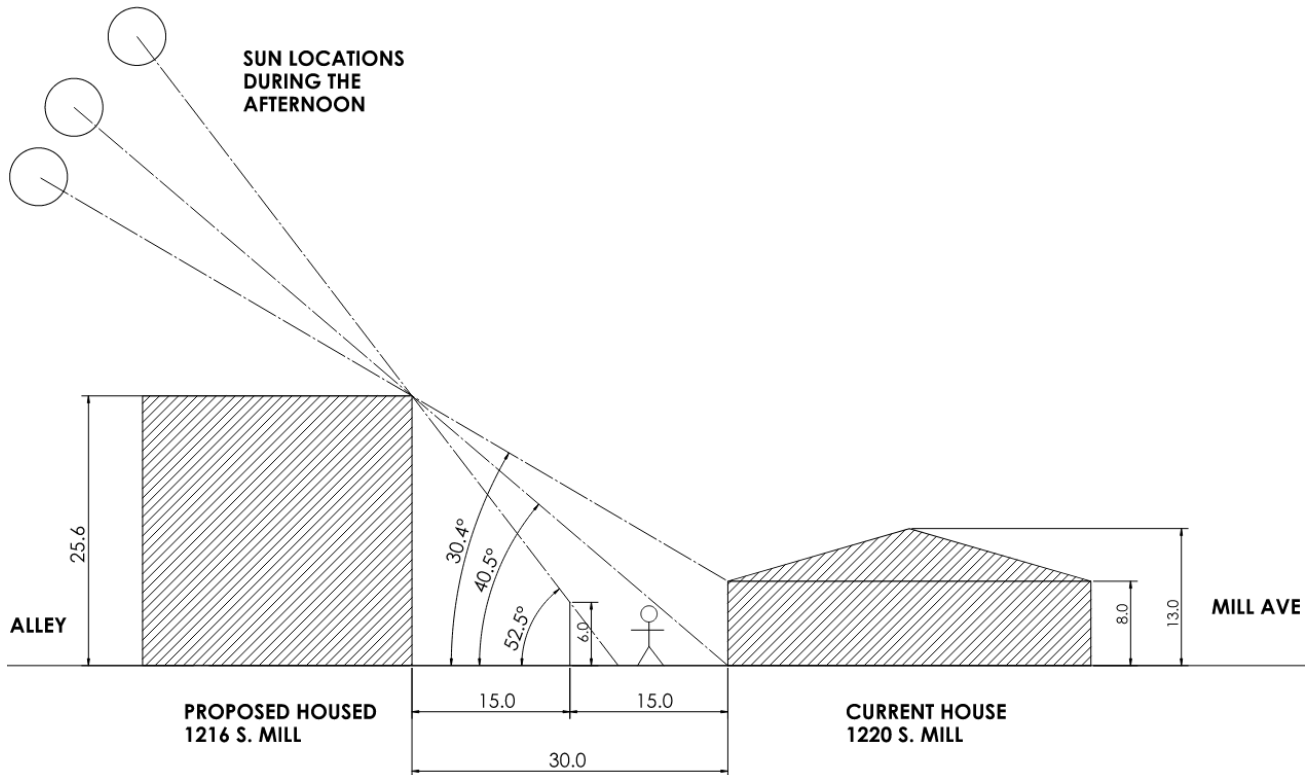 SUN LOCATIONS
DURING THE
AFTERNOON
25.6
30.4°
40.5°
52.5°
6.0
8.0
13.0
ALLEY
MILL AVE
15.0
15.0
PROPOSED HOUSED
1216 S. MILL
CURRENT HOUSE
1220 S. MILL
30.0